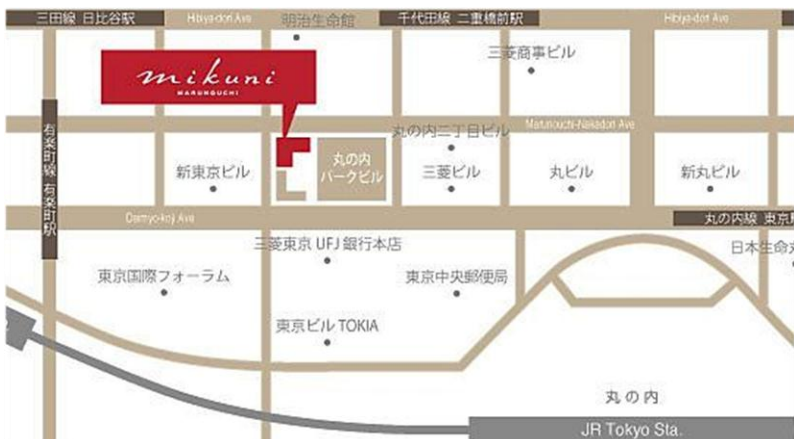 三田線 日比谷駅
Hibiya-dori Ave
明治生命館
千代田線 二重橋前駅
Hibiya-dori Ave
三菱商事ビル
mikuni
MARUNOUCHI
有楽町線 有楽町駅
丸の内二丁目ビル
Marunouchi-Nakadori Ave
新東京ビル
丸の内
パークビル
三菱ビル
丸ビル
新丸ビル
Daimyo-koji Ave
丸の内線 東京駅
三菱東京 UFJ 銀行本店
日本生命丸
東京国際フォーラム
東京中央郵便局
東京ビル TOKIA
丸の内
JR Tokyo Sta.